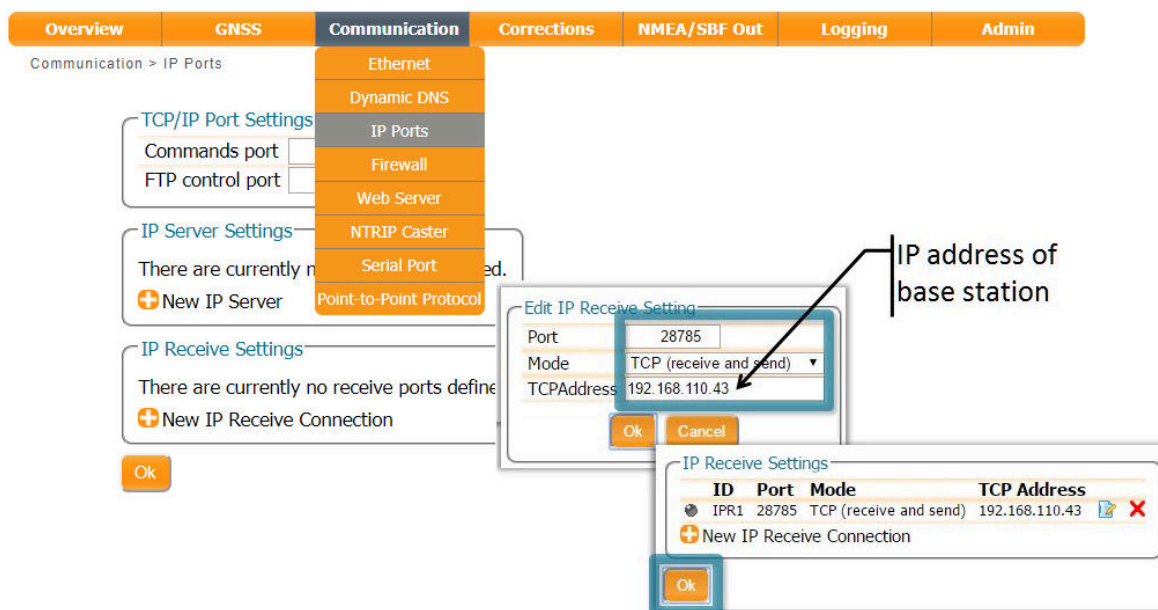 Overview GNSS Communication Corrections NMEA/SBF Out Logging Admin
Communication > IP Ports
Ethernet
Dynamic DNS
IP Ports
Firewall
Web Server
NTRIP Caster
Serial Port
Point-to-Point Protocol
TCP/IP Port Settings
Commands port
FTP control port
IP Server Settings
There are currently n ed.
New IP Server
IP Receive Settings
There are currently no receive ports define
New IP Receive Connection
Ok
IP address of
base station
Edit IP Receive Setting
Port 28785
Mode TCP (receive and send)
TCPAddress 192.168.110.43
Ok Cancel
IP Receive Settings
ID Port Mode TCP Address
IPR1 28785 TCP (receive and send) 192.168.110.43
New IP Receive Connection
Ok